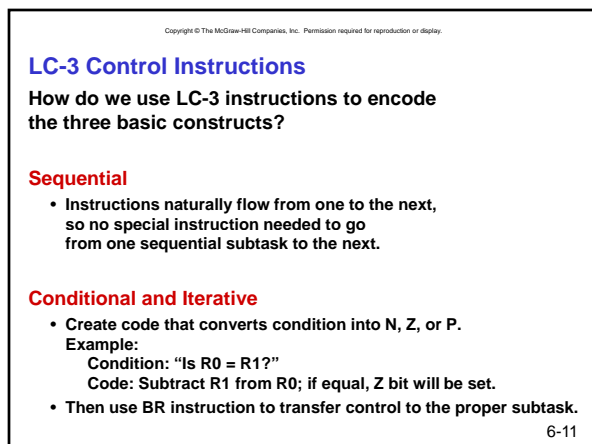 Copyright © The McGraw-Hill Companies, Inc. Permission required for reproduction or display.
LC-3 Control Instructions
How do we use LC-3 instructions to encode
the three basic constructs?
Sequential
• Instructions naturally flow from one to the next,
so no special instruction needed to go
from one sequential subtask to the next.
Conditional and Iterative
• Create code that converts condition into N, Z, or P.
Example:
Condition: “Is R0 = R1?”
Code: Subtract R1 from R0; if equal, Z bit will be set.
• Then use BR instruction to transfer control to the proper subtask.
6-11